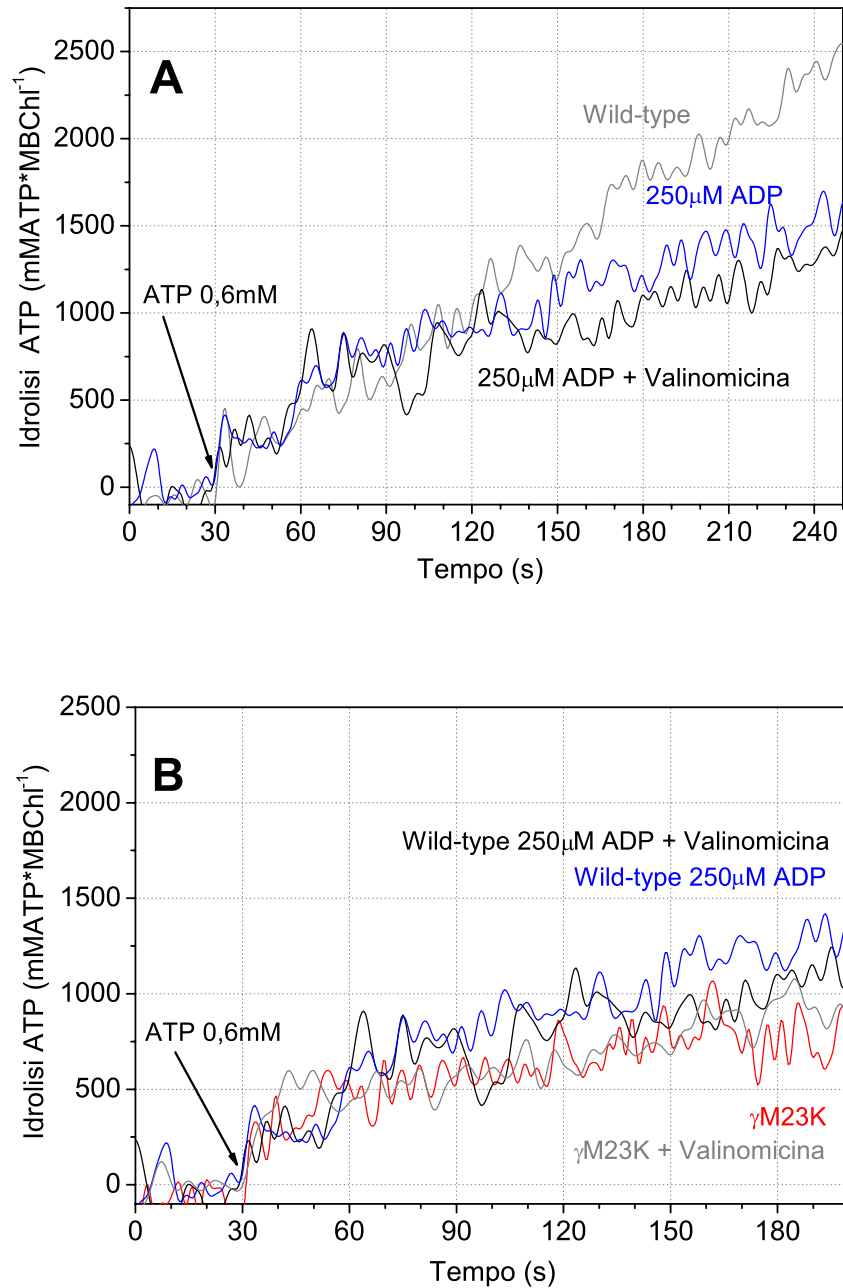 A
Idrolisi ATP (mMATP*MBChl⁻¹)
2500
2000
1500
1000
500
0
Wild-type
250μM ADP
ATP 0,6mM
250μM ADP + Valinomicina
0 30 60 90 120 150 180 210 240
Tempo (s)
B
Idrolisi ATP (mMATP*MBChl⁻¹)
2500
2000
1500
1000
500
0
Wild-type 250μM ADP + Valinomicina
Wild-type 250μM ADP
ATP 0,6mM
γM23K
γM23K + Valinomicina
0 30 60 90 120 150 180
Tempo (s)